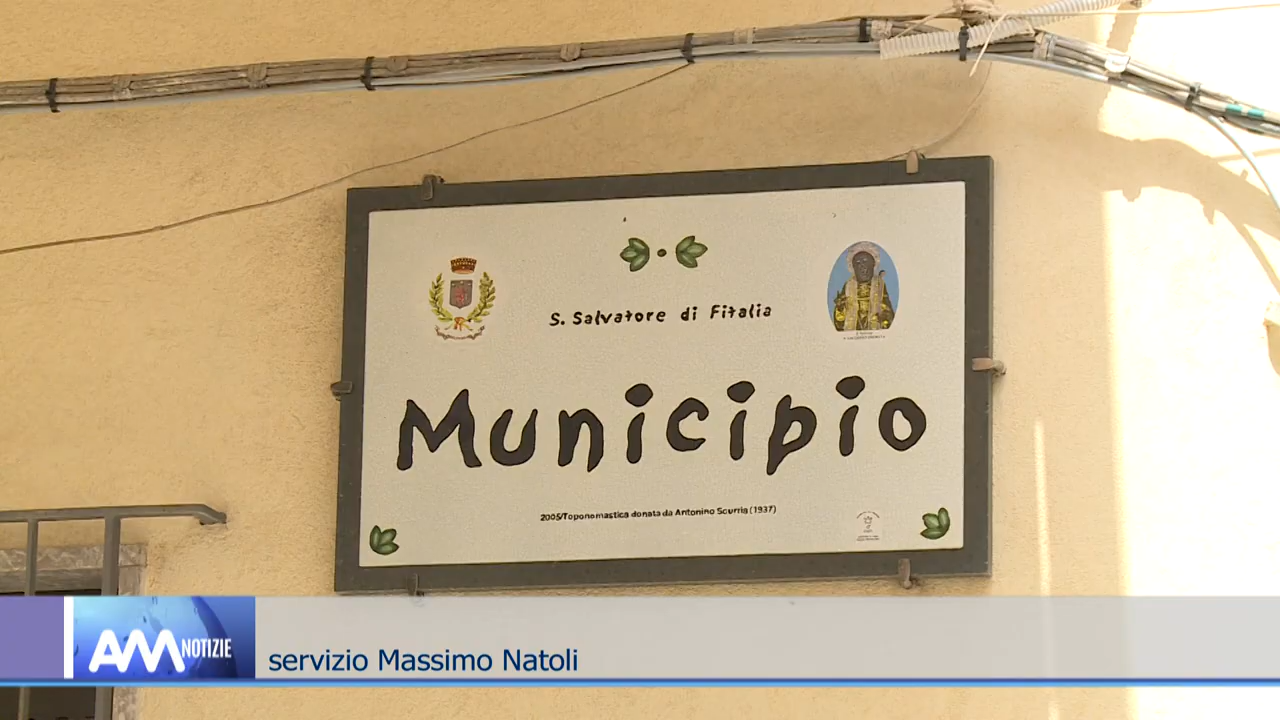 S. Salvatore di Fitalia
Municipio
2005/Toponomastica donata da Antonino Scurria (1937)
AM NOTIZIE
servizio Massimo Natoli